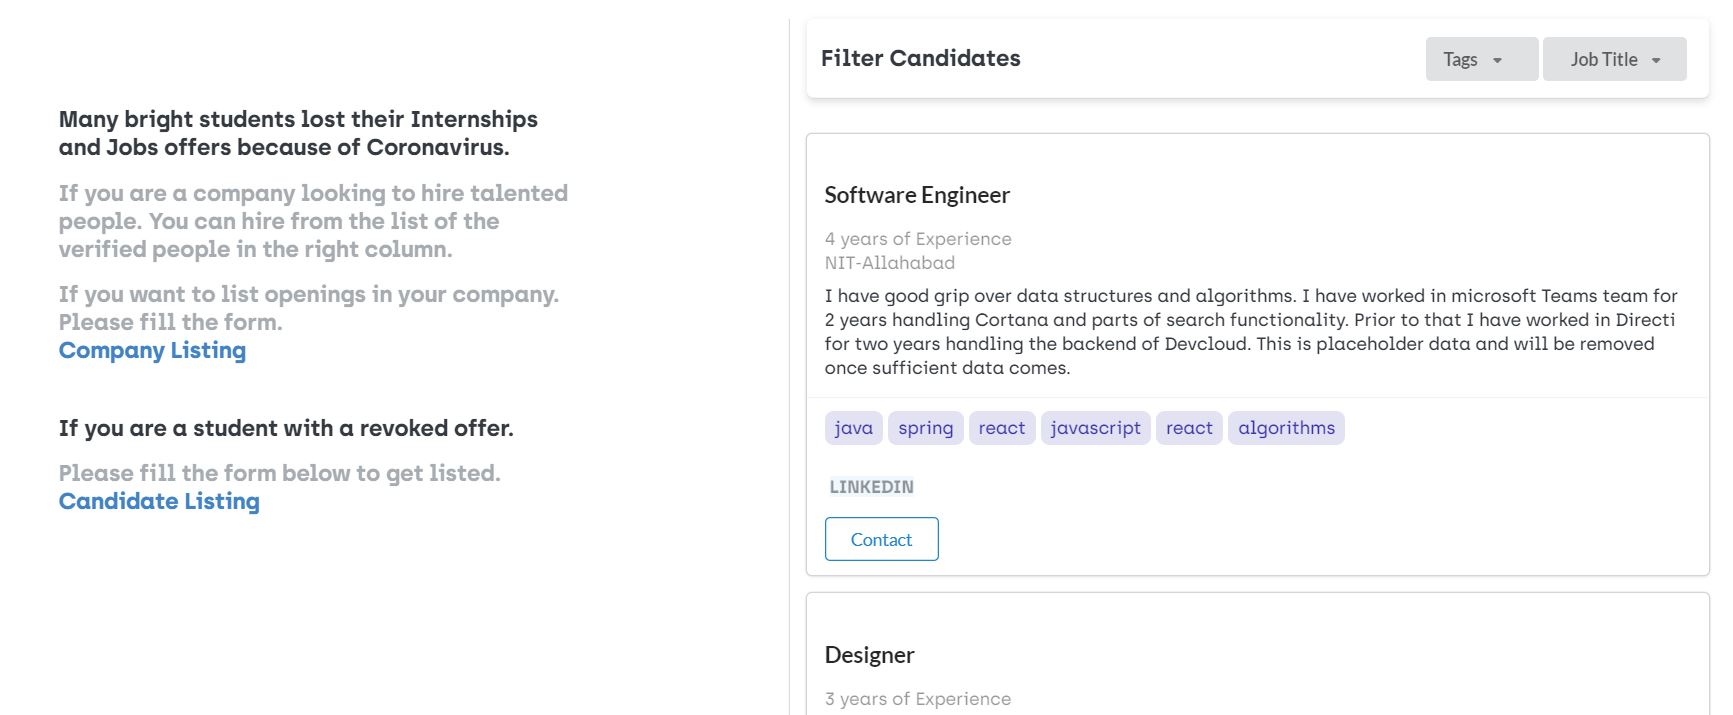 Many bright students lost their Internships
and Jobs offers because of Coronavirus.
If you are a company looking to hire talented
people. You can hire from the list of the
verified people in the right column.
If you want to list openings in your company.
Please fill the form.
Company Listing
If you are a student with a revoked offer.
Please fill the form below to get listed.
Candidate Listing
Filter Candidates
Tags
Job Title
Software Engineer
4 years of Experience
NIT-Allahabad
I have good grip over data structures and algorithms. I have worked in microsoft Teams team for
2 years handling Cortana and parts of search functionality. Prior to that I have worked in Directi
for two years handling the backend of Devcloud. This is placeholder data and will be removed
once sufficient data comes.
java spring react javascript react algorithms
LINKEDIN
Contact
Designer
3 years of Experience